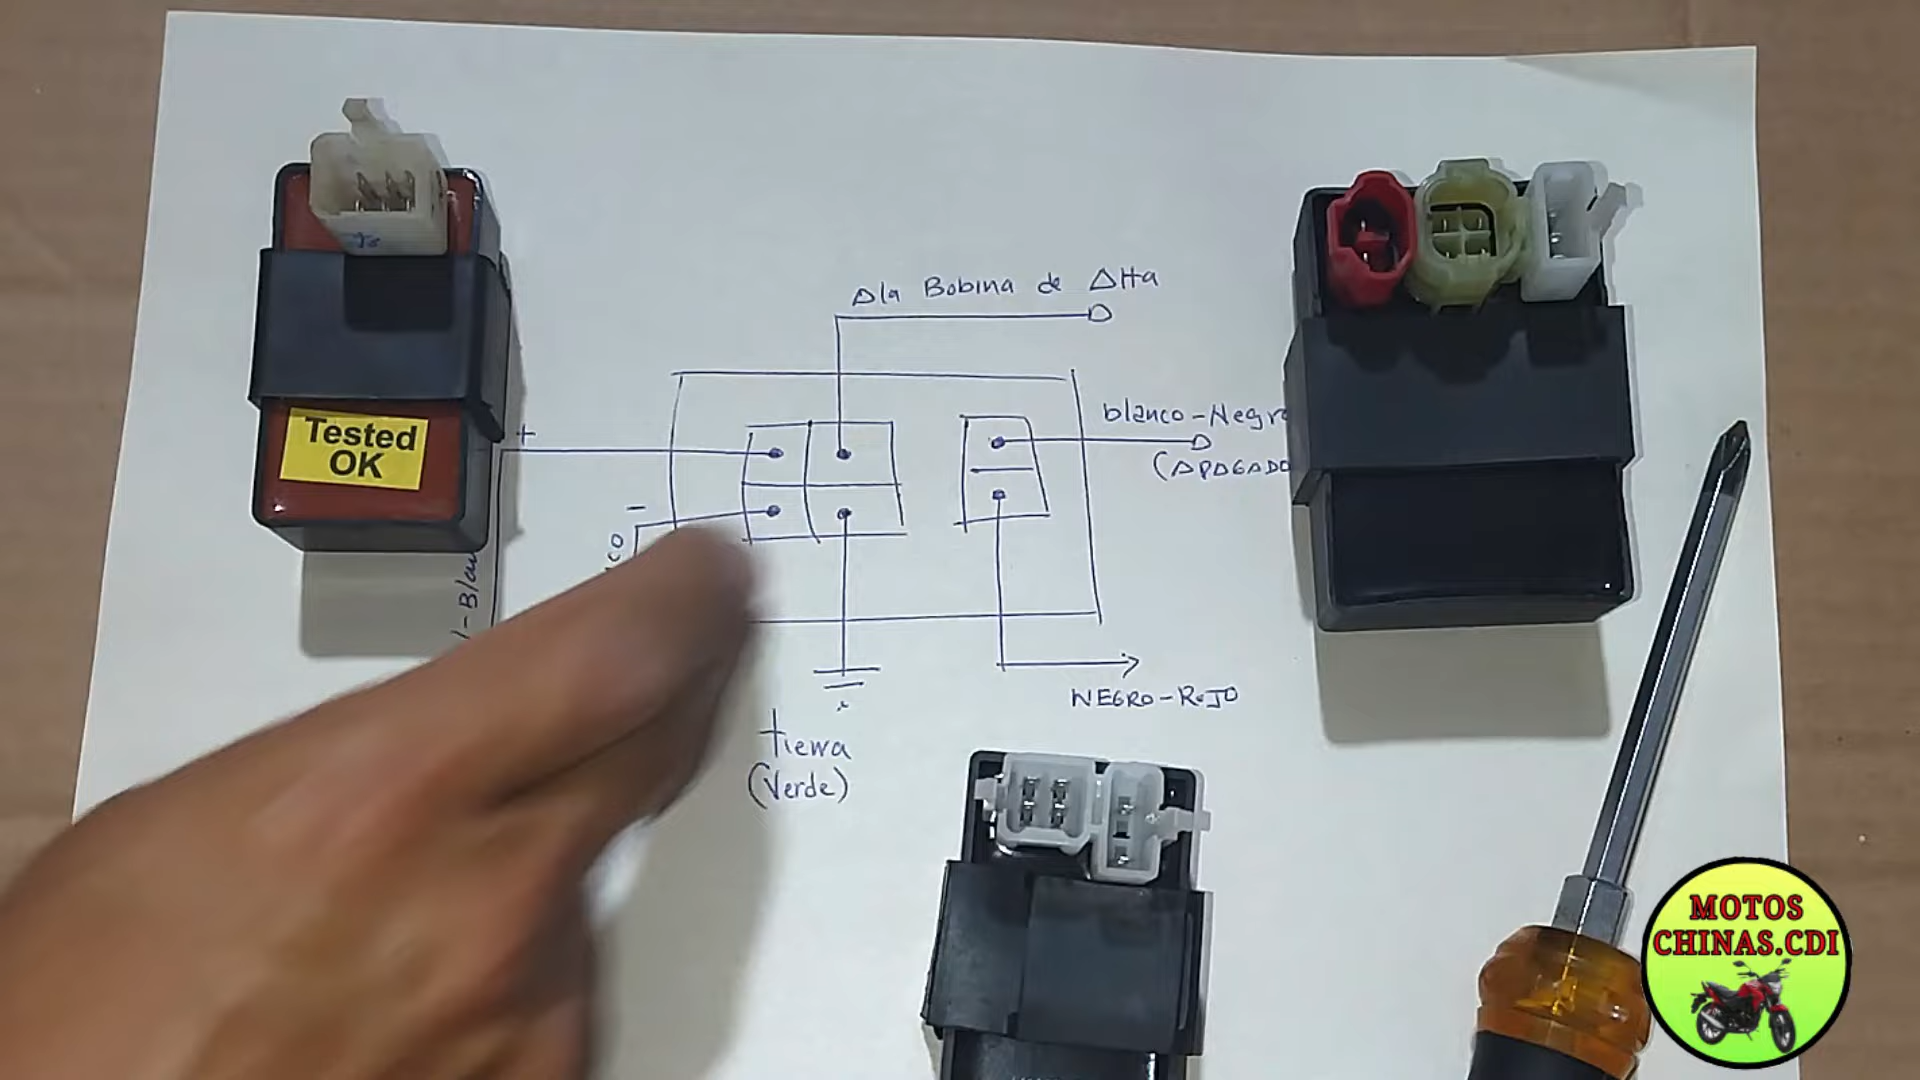 Tested
OK
A la Bobina de Alta
+
blanco-Negro
(APAGADO
-
NEGRO-ROJO
tierra
(Verde)
MOTOS
CHINAS.CDI